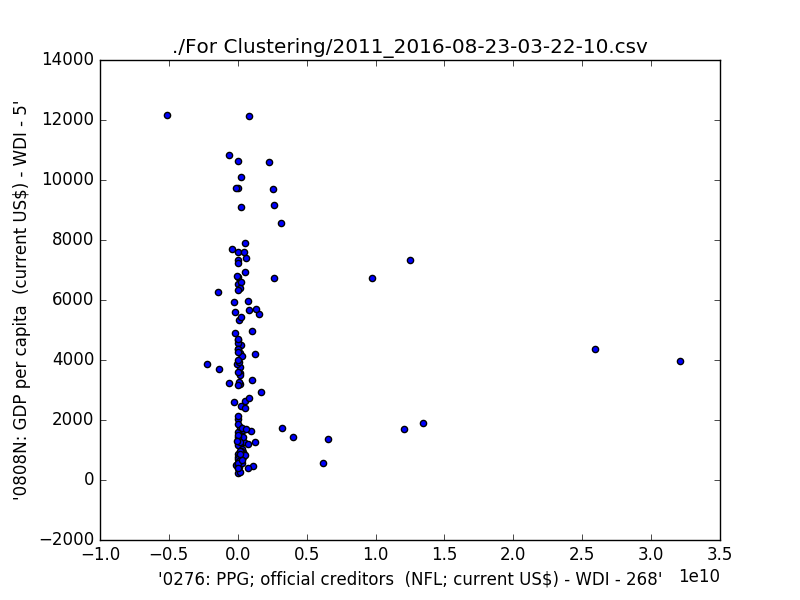 ./For Clustering/2011_2016-08-23-03-22-10.csv
14000
12000
10000
8000
6000
4000
2000
0
−2000
'0808N: GDP per capita  (current US$) - WDI - 5'
−1.0 −0.5 0.0 0.5 1.0 1.5 2.0 2.5 3.0 3.5
1e10
'0276: PPG; official creditors  (NFL; current US$) - WDI - 268'